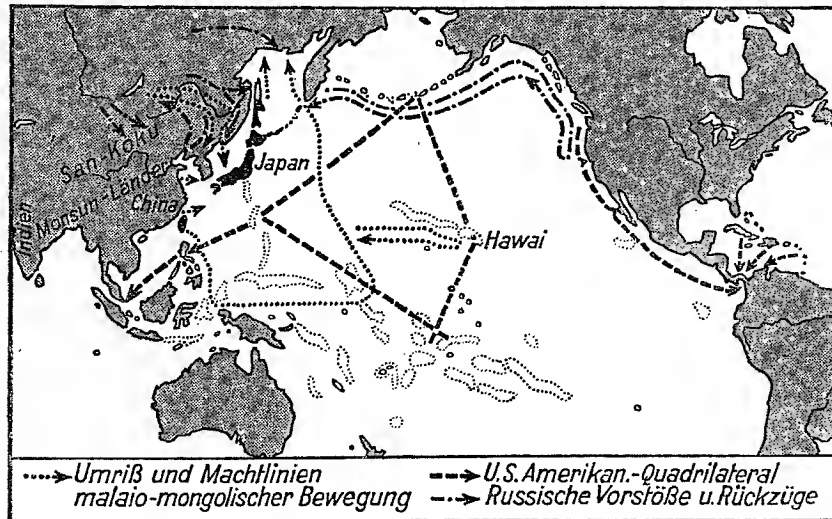 San-Koku
Monsun-Länder
China
Indien
Japan
Hawai
Umriß und Machtlinien
malaio-mongolischer Bewegung
U.S.Amerikan.-Quadrilateral
Russische Vorstöße u. Rückzüge